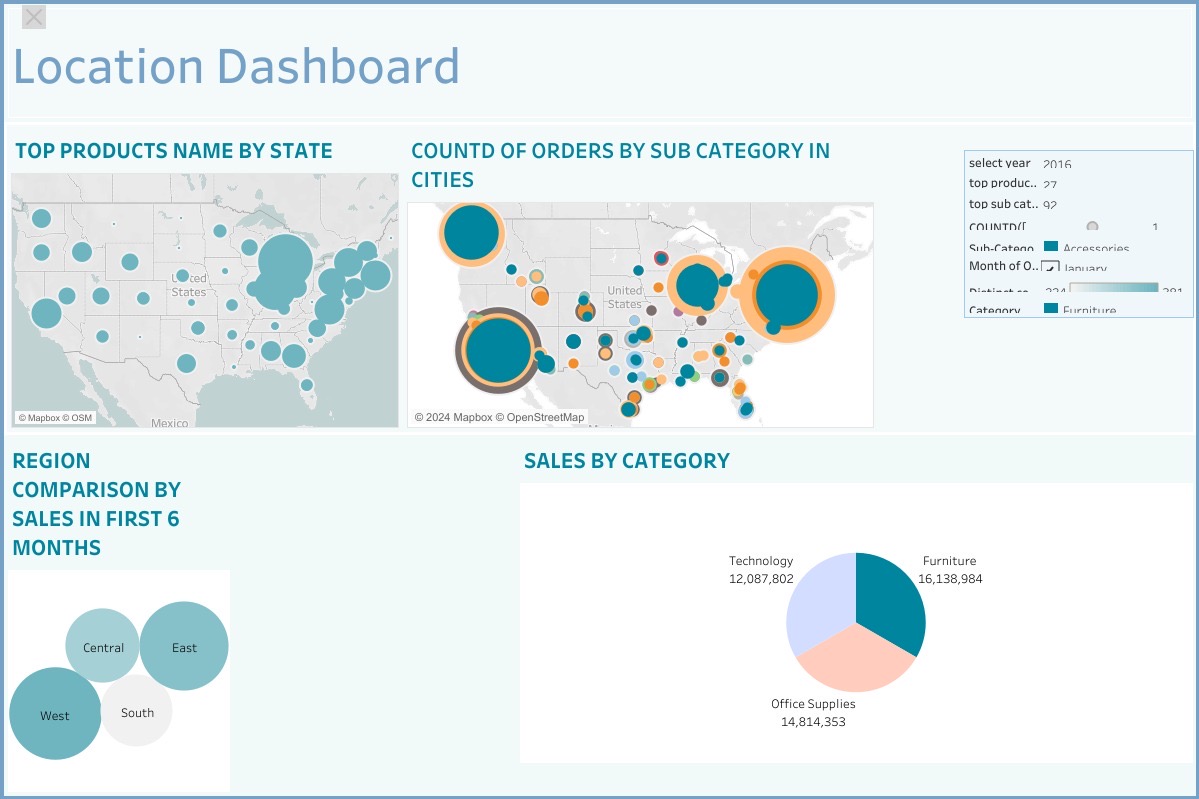 Location Dashboard
TOP PRODUCTS NAME BY STATE
United
States
Mexico
© Mapbox © OSM
COUNTD OF ORDERS BY SUB CATEGORY IN
CITIES
United
States
© 2024 Mapbox © OpenStreetMap
select year 2016
top produc.. 27
top sub cat.. 92
COUNTD([ 1
Sub-Catego Accessories
Month of O.. January
224 281
Category Furniture
REGION
COMPARISON BY
SALES IN FIRST 6
MONTHS
Central
East
West
South
SALES BY CATEGORY
Technology
12,087,802
Furniture
16,138,984
Office Supplies
14,814,353